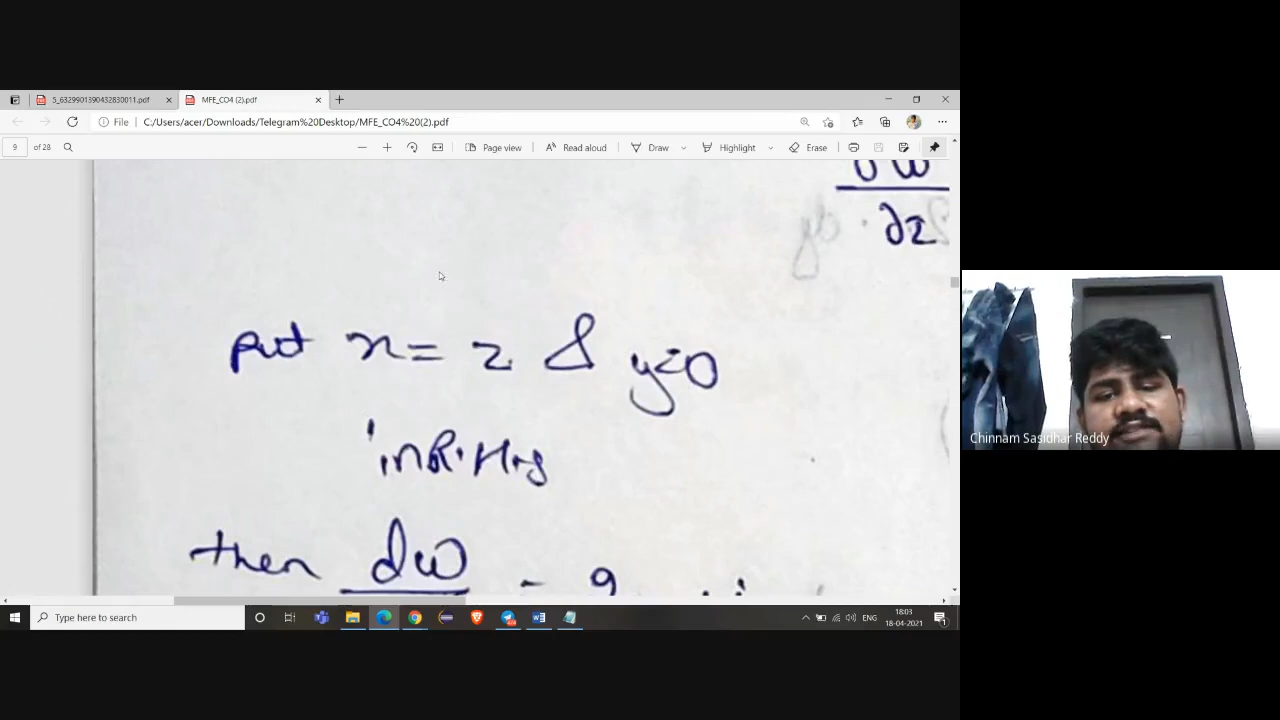 5_6329901390432830011.pdf
MFE_CO4 (2).pdf
File C:/Users/acer/Downloads/Telegram%20Desktop/MFE_CO4%20(2).pdf
9 of 28
Page view
Read aloud
Draw
Highlight
Erase
∂z
put x = z & y=0
in R.H.s
then dw
Chinnam Sasidhar Reddy
Type here to search
ENG
18:03
18-04-2021